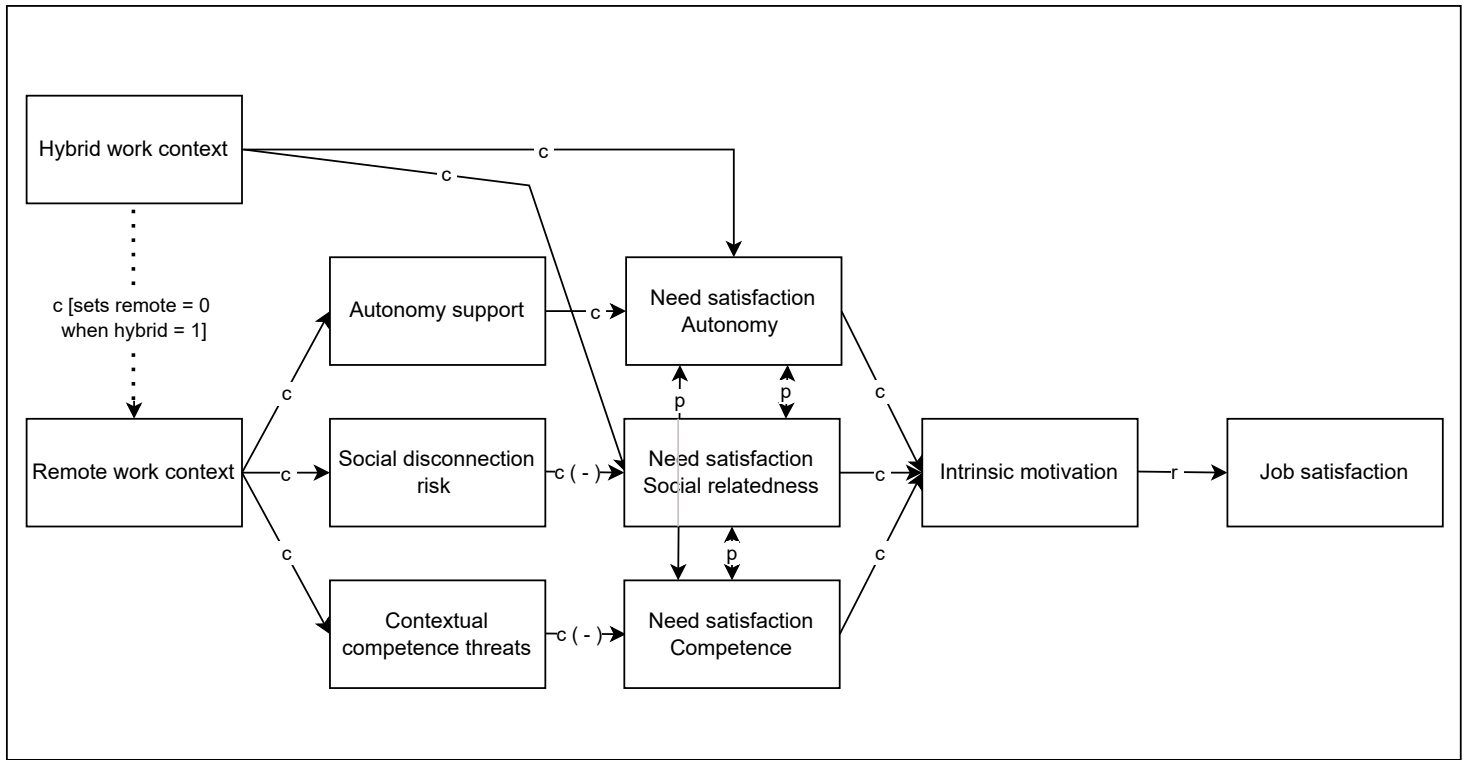 Hybrid work context
c
c
c [sets remote = 0
when hybrid = 1]
Autonomy support
c
Need satisfaction
Autonomy
c
p
p
c
Remote work context
c
Social disconnection
risk
c ( - )
Need satisfaction
Social relatedness
c
Intrinsic motivation
r
Job satisfaction
c
p
c
Contextual
competence threats
c ( - )
Need satisfaction
Competence